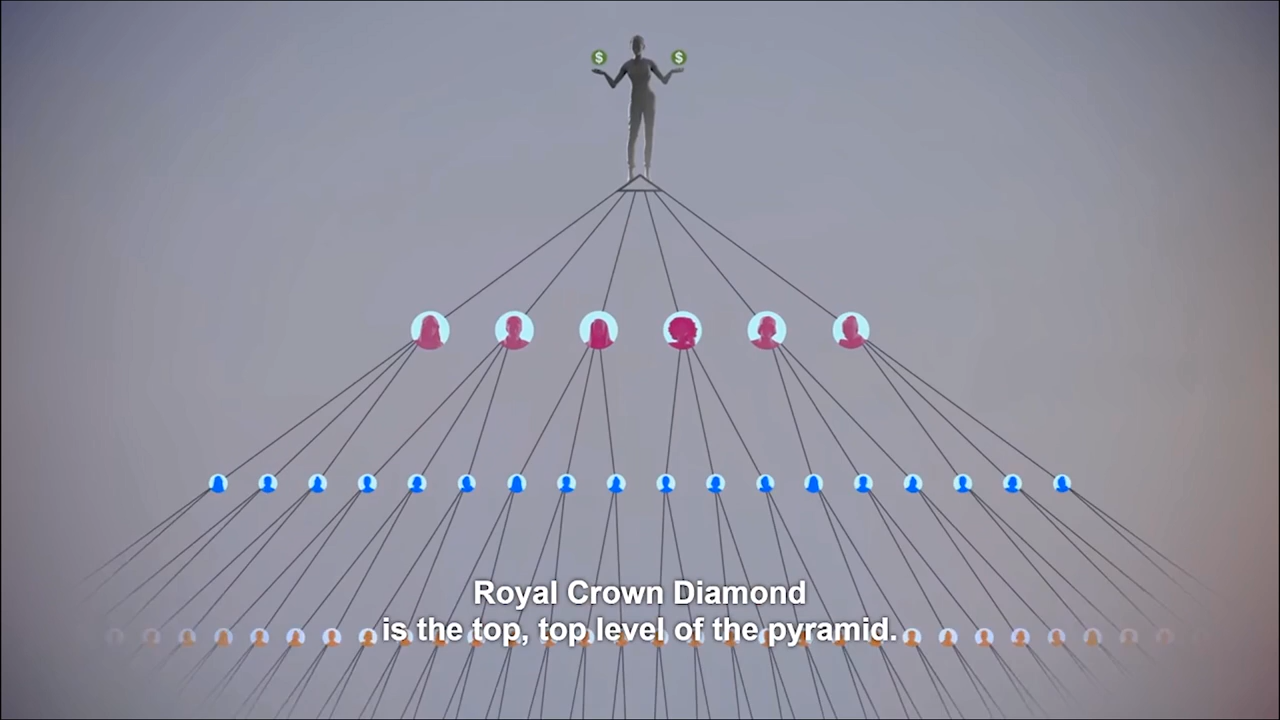 $ $
Royal Crown Diamond
is the top, top level of the pyramid.